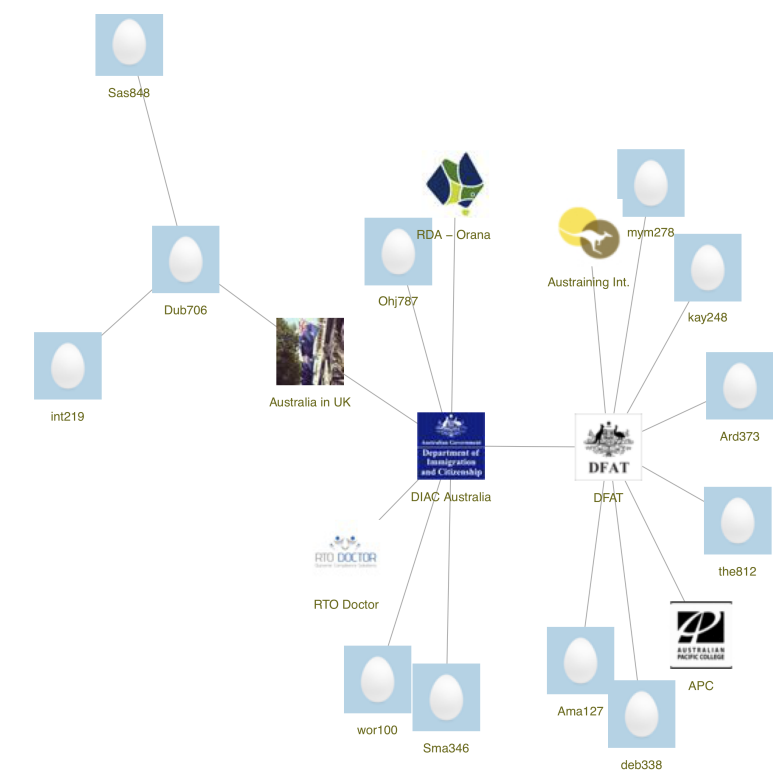 Sas848
RDA – Orana
mym278
Ohj787
Austraining Int.
Dub706
kay248
Australia in UK
int219
Ard373
Australian Government
Department of
Immigration
and Citizenship
DIAC Australia
DFAT
DFAT
the812
RTO DOCTOR
RTO Doctor
AUSTRALIAN
PACIFIC COLLEGE
APC
wor100
Sma346
Ama127
deb338